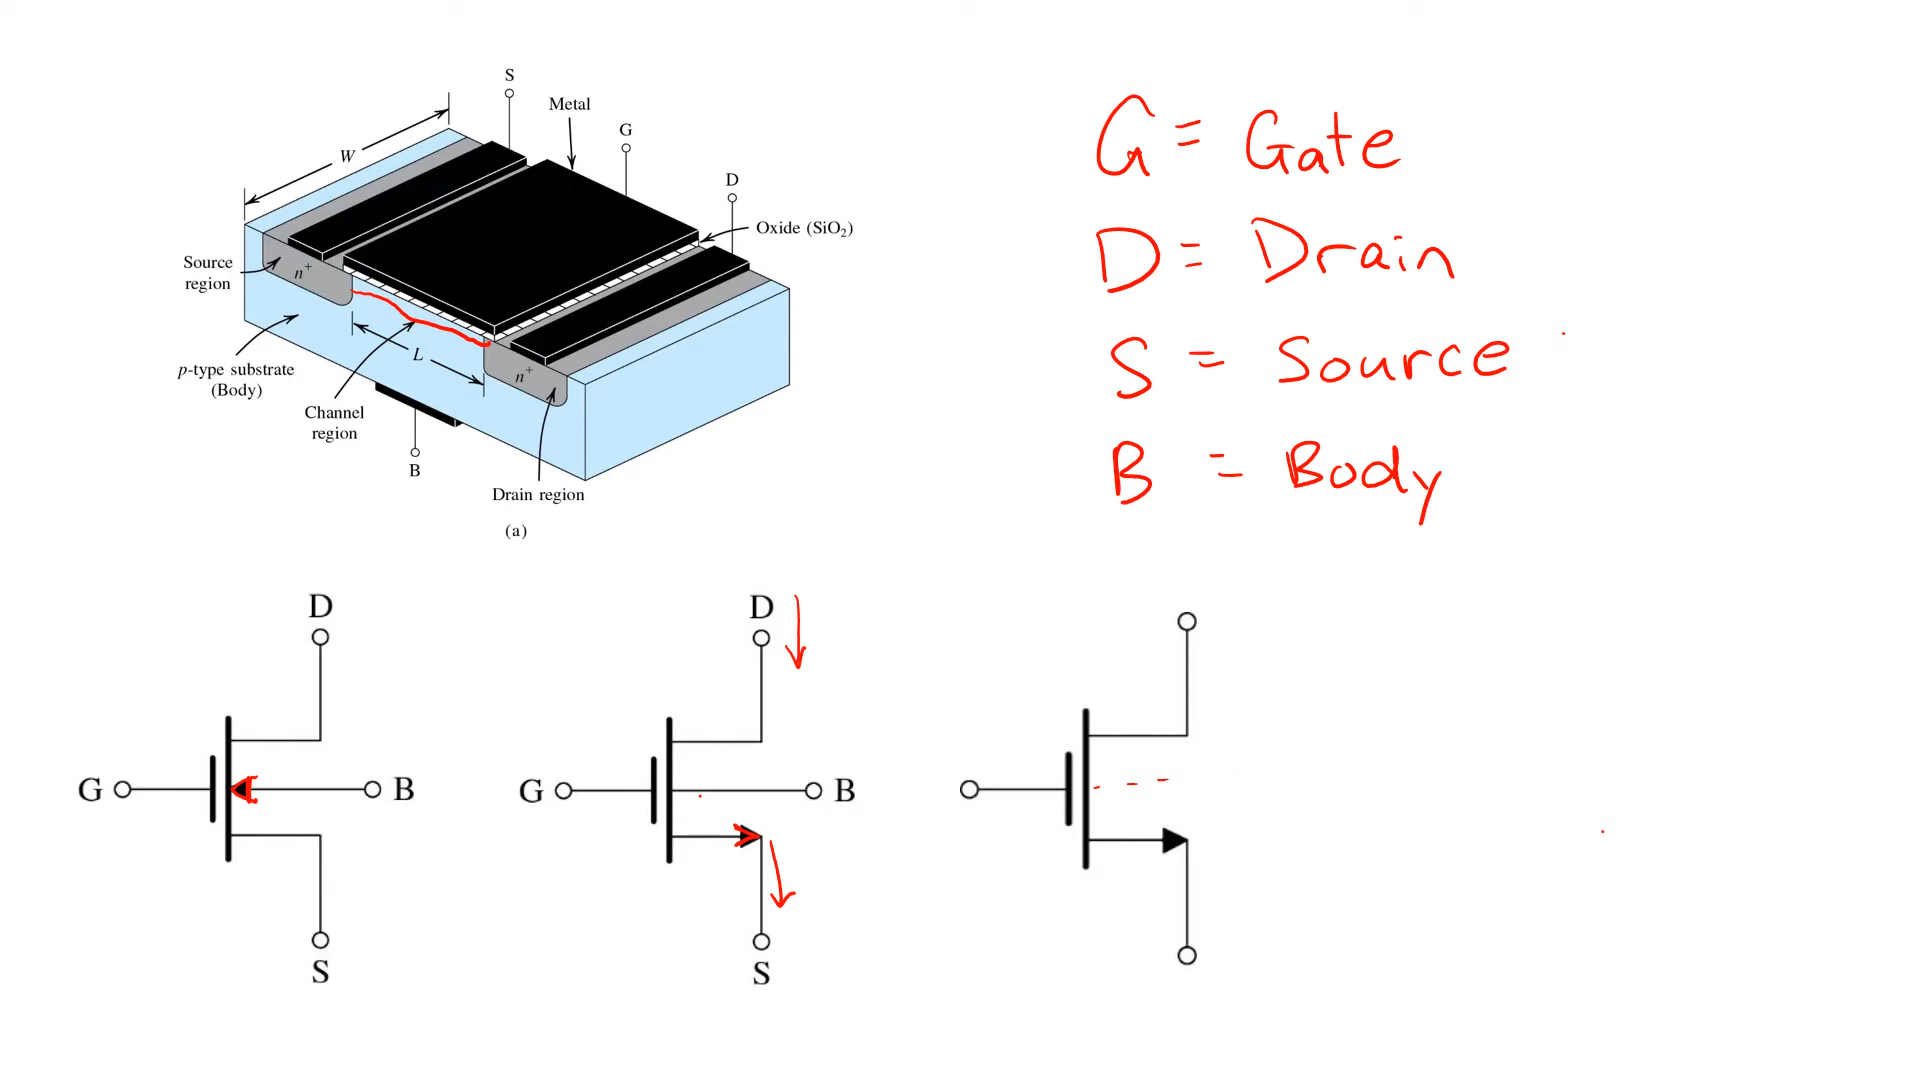 S
Metal
G
W
D
Oxide (SiO₂)
Source
region
n⁺
L
p-type substrate
(Body)
n⁺
Channel
region
B
Drain region
(a)
G = Gate
D = Drain
S = Source
B = Body
D
G
B
S
D
G
B
S